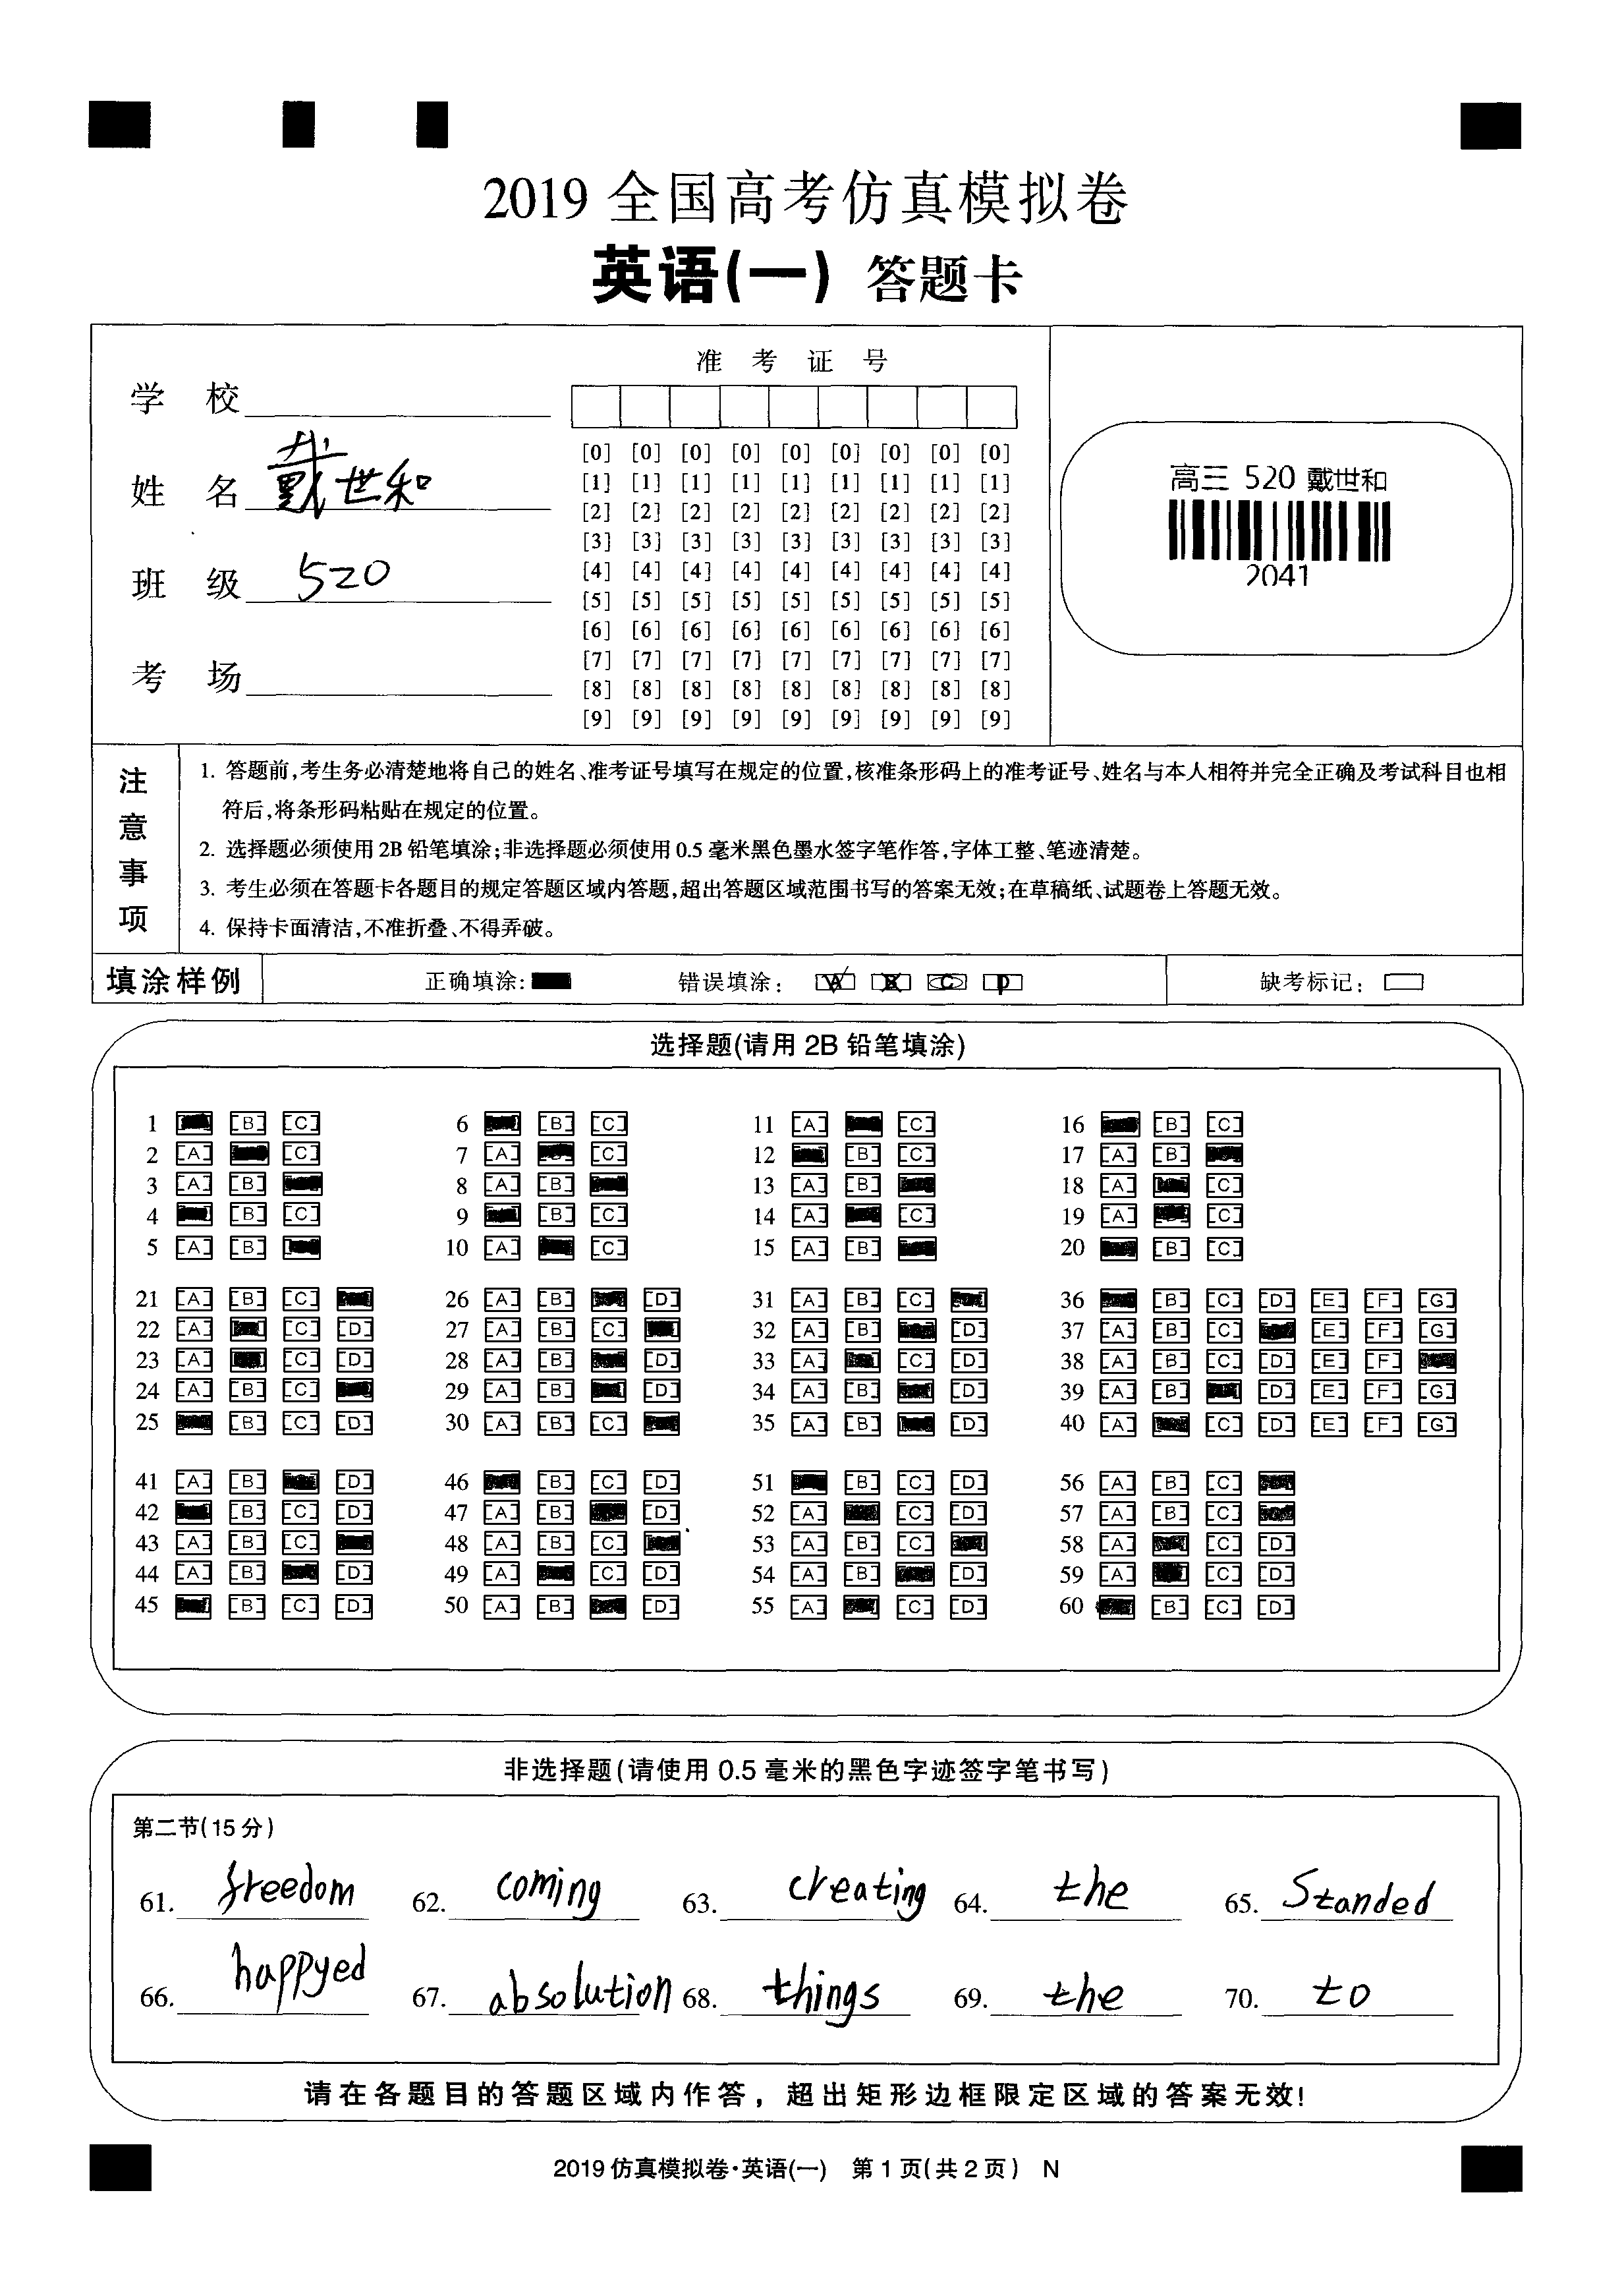 2019 全国高考仿真模拟卷
英语(一) 答题卡
准 考 证 号
学 校
姓 名 戴世和
班 级 520
考 场
[0] [0] [0] [0] [0] [0] [0] [0] [0]
[1] [1] [1] [1] [1] [1] [1] [1] [1]
[2] [2] [2] [2] [2] [2] [2] [2] [2]
[3] [3] [3] [3] [3] [3] [3] [3] [3]
[4] [4] [4] [4] [4] [4] [4] [4] [4]
[5] [5] [5] [5] [5] [5] [5] [5] [5]
[6] [6] [6] [6] [6] [6] [6] [6] [6]
[7] [7] [7] [7] [7] [7] [7] [7] [7]
[8] [8] [8] [8] [8] [8] [8] [8] [8]
[9] [9] [9] [9] [9] [9] [9] [9] [9]
高三 520 戴世和
2041
注意事项
1. 答题前,考生务必清楚地将自己的姓名、准考证号填写在规定的位置,核准条形码上的准考证号、姓名与本人相符并完全正确及考试科目也相
符后,将条形码粘贴在规定的位置。
2. 选择题必须使用2B铅笔填涂;非选择题必须使用0.5毫米黑色墨水签字笔作答,字体工整、笔迹清楚。
3. 考生必须在答题卡各题目的规定答题区域内答题,超出答题区域范围书写的答案无效;在草稿纸、试题卷上答题无效。
4. 保持卡面清洁,不准折叠、不得弄破。
填涂样例 正确填涂: 错误填涂: A B C D 缺考标记:
选择题(请用 2B 铅笔填涂)
1 [B] [C] 6 [B] [C] 11 [A] [C] 16 [B] [C]
2 [A] [C] 7 [A] [C] 12 [B] [C] 17 [A] [B]
3 [A] [B] 8 [A] [B] 13 [A] [B] 18 [A] [C]
4 [B] [C] 9 [B] [C] 14 [A] [C] 19 [A] [C]
5 [A] [B] 10 [A] [C] 15 [A] [B] 20 [B] [C]
21 [A] [B] [C] 26 [A] [B] [D] 31 [A] [B] [C] 36 [B] [C] [D] [E] [F] [G]
22 [A] [C] [D] 27 [A] [B] [C] 32 [A] [B] [D] 37 [A] [B] [C] [E] [F] [G]
23 [A] [C] [D] 28 [A] [B] [D] 33 [A] [C] [D] 38 [A] [B] [C] [D] [E] [F]
24 [A] [B] [C] 29 [A] [B] [D] 34 [A] [B] [D] 39 [A] [B] [D] [E] [F] [G]
25 [B] [C] [D] 30 [A] [B] [C] 35 [A] [B] [D] 40 [A] [C] [D] [E] [F] [G]
41 [A] [B] [D] 46 [B] [C] [D] 51 [B] [C] [D] 56 [A] [B] [C]
42 [B] [C] [D] 47 [A] [B] [D] 52 [A] [C] [D] 57 [A] [B] [C]
43 [A] [B] [C] 48 [A] [B] [C] 53 [A] [B] [C] 58 [A] [C] [D]
44 [A] [B] [D] 49 [A] [C] [D] 54 [A] [B] [D] 59 [A] [C] [D]
45 [B] [C] [D] 50 [A] [B] [D] 55 [A] [C] [D] 60 [B] [C] [D]
非选择题(请使用 0.5 毫米的黑色字迹签字笔书写)
第二节(15分)
61. freedom 62. coming 63. creating 64. the 65. Standed
66. happyed 67. absolution 68. things 69. the 70. to
请在各题目的答题区域内作答，超出矩形边框限定区域的答案无效!
2019 仿真模拟卷·英语(一) 第 1 页(共 2 页) N